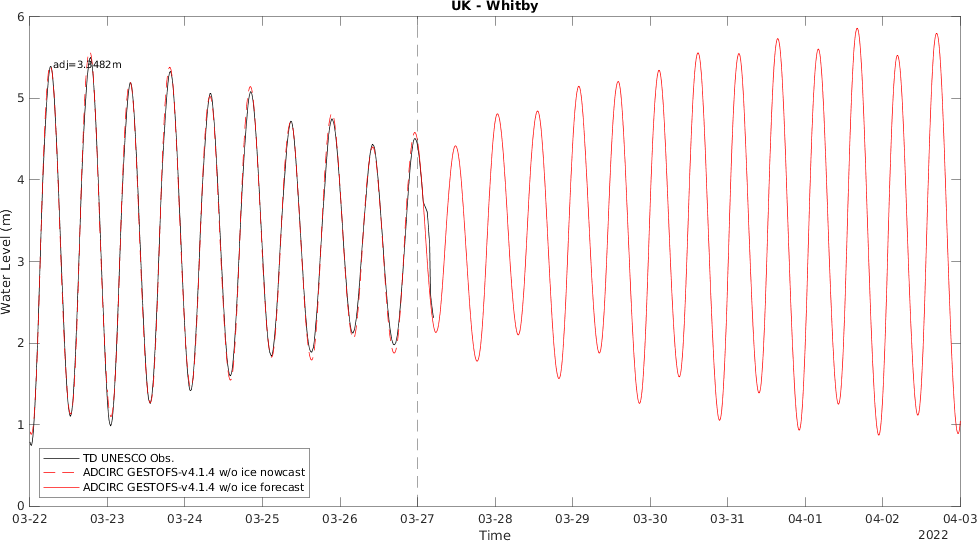 UK - Whitby
6
adj=3.3482m
5
4
3
2
1
0
Water Level (m)
TD UNESCO Obs.
ADCIRC GESTOFS-v4.1.4 w/o ice nowcast
ADCIRC GESTOFS-v4.1.4 w/o ice forecast
03-22 03-23 03-24 03-25 03-26 03-27 03-28 03-29 03-30 03-31 04-01 04-02 04-03
Time
2022